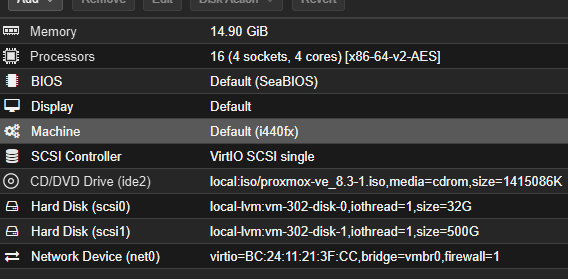 Add Remove Edit Disk Action Revert
Memory 14.90 GiB
Processors 16 (4 sockets, 4 cores) [x86-64-v2-AES]
BIOS Default (SeaBIOS)
Display Default
Machine Default (i440fx)
SCSI Controller VirtIO SCSI single
CD/DVD Drive (ide2) local:iso/proxmox-ve_8.3-1.iso,media=cdrom,size=1415086K
Hard Disk (scsi0) local-lvm:vm-302-disk-0,iothread=1,size=32G
Hard Disk (scsi1) local-lvm:vm-302-disk-1,iothread=1,size=500G
Network Device (net0) virtio=BC:24:11:21:3F:CC,bridge=vmbr0,firewall=1